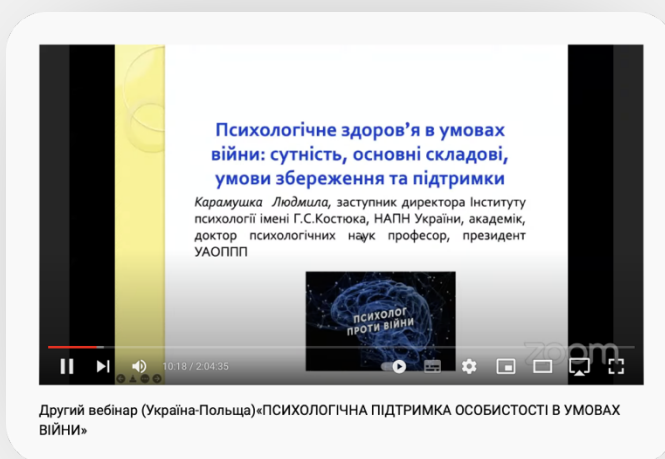 Психологічне здоров'я в умовах
війни: сутність, основні складові,
умови збереження та підтримки
Карамушка Людмила, заступник директора Інституту
психології імені Г.С.Костюка, НАПН України, академік,
доктор психологічних наук професор, президент
УАОППП
ПСИХОЛОГ
ПРОТИ ВІЙНИ
zoom
10:18 / 2:04:35
Другий вебінар (Україна-Польща)«ПСИХОЛОГІЧНА ПІДТРИМКА ОСОБИСТОСТІ В УМОВАХ
ВІЙНИ»